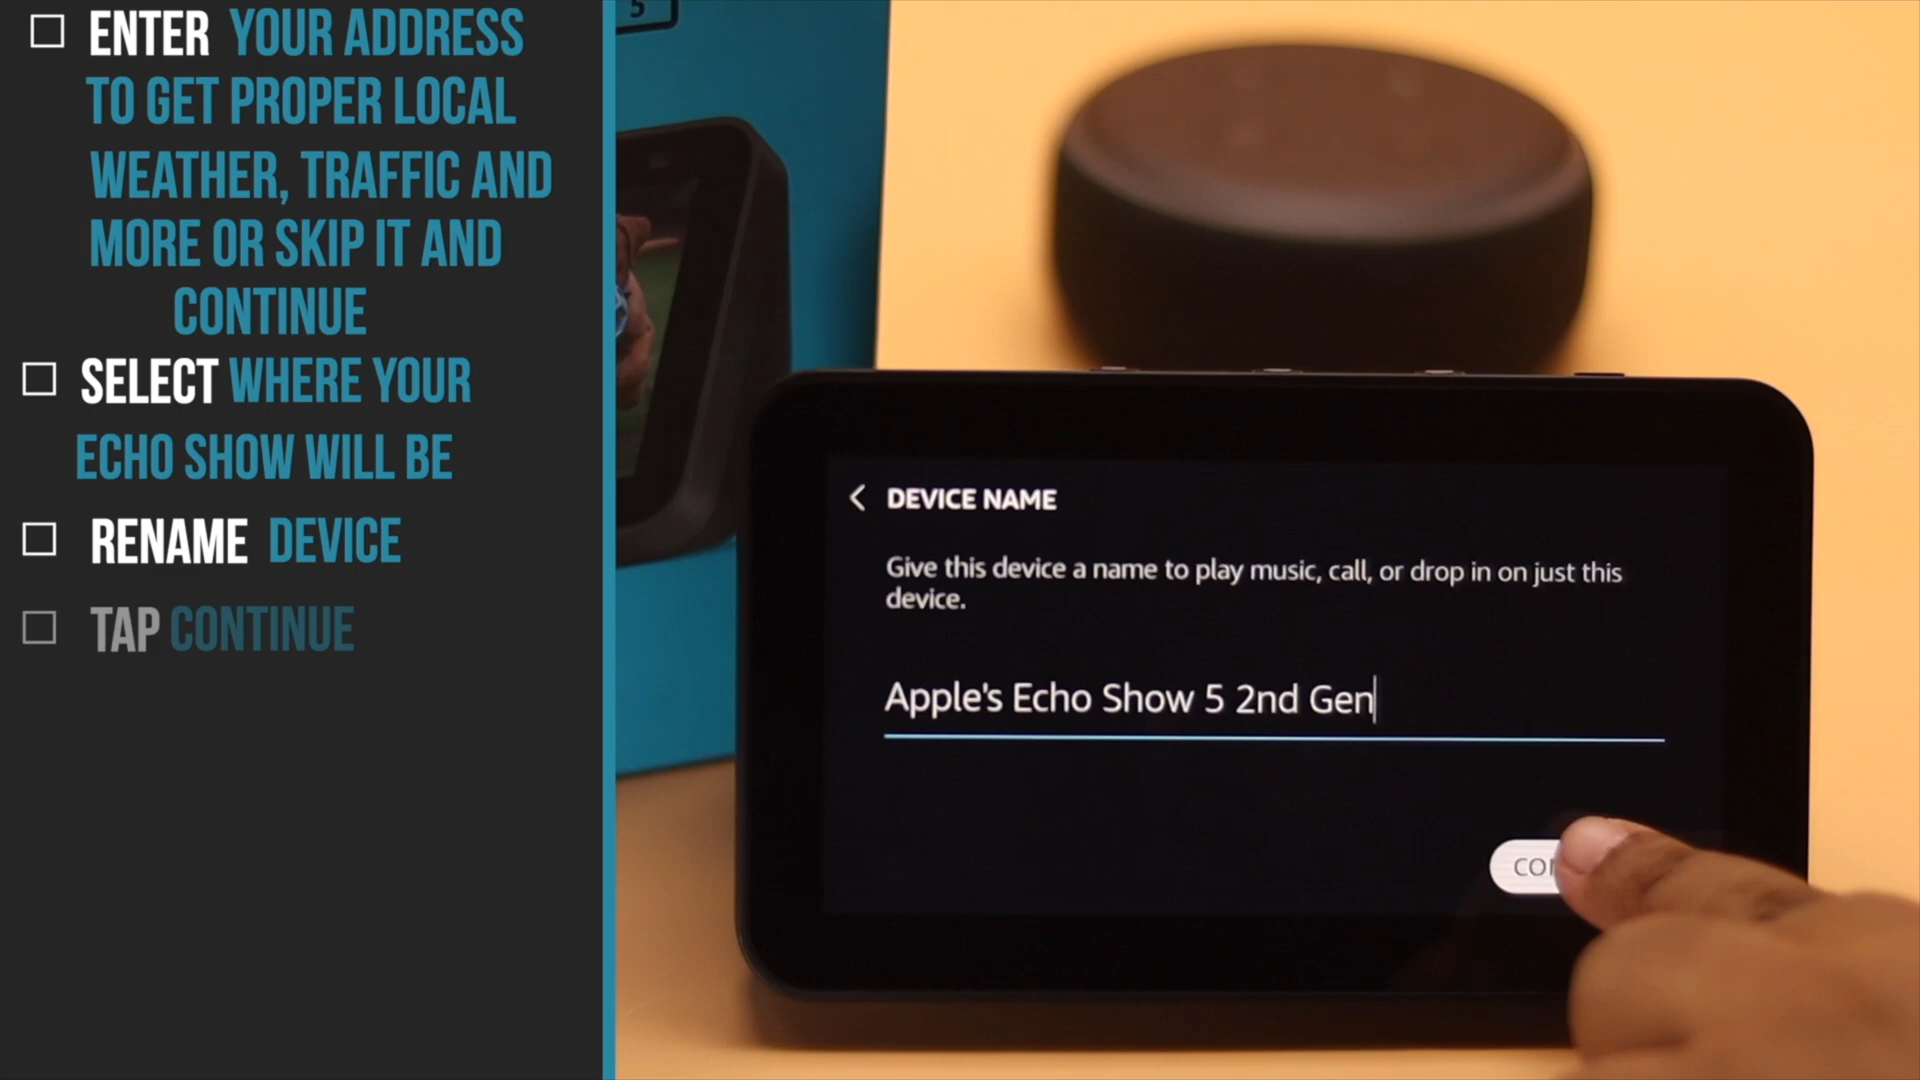 ENTER YOUR ADDRESS
TO GET PROPER LOCAL
WEATHER, TRAFFIC AND
MORE OR SKIP IT AND
CONTINUE
SELECT WHERE YOUR
ECHO SHOW WILL BE
RENAME DEVICE
TAP CONTINUE
5
DEVICE NAME
Give this device a name to play music, call, or drop in on just this
device.
Apple's Echo Show 5 2nd Gen